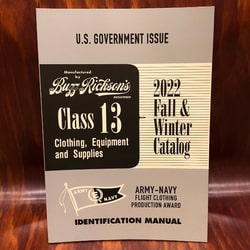 U.S. GOVERNMENT ISSUE
Manufactured by
Buzz Rickson's
Class 13
Clothing, Equipment
and Supplies
2022
Fall &
Winter
Catalog
ARMY
E
NAVY
ARMY-NAVY
FLIGHT CLOTHING
PRODUCTION AWARD
IDENTIFICATION MANUAL